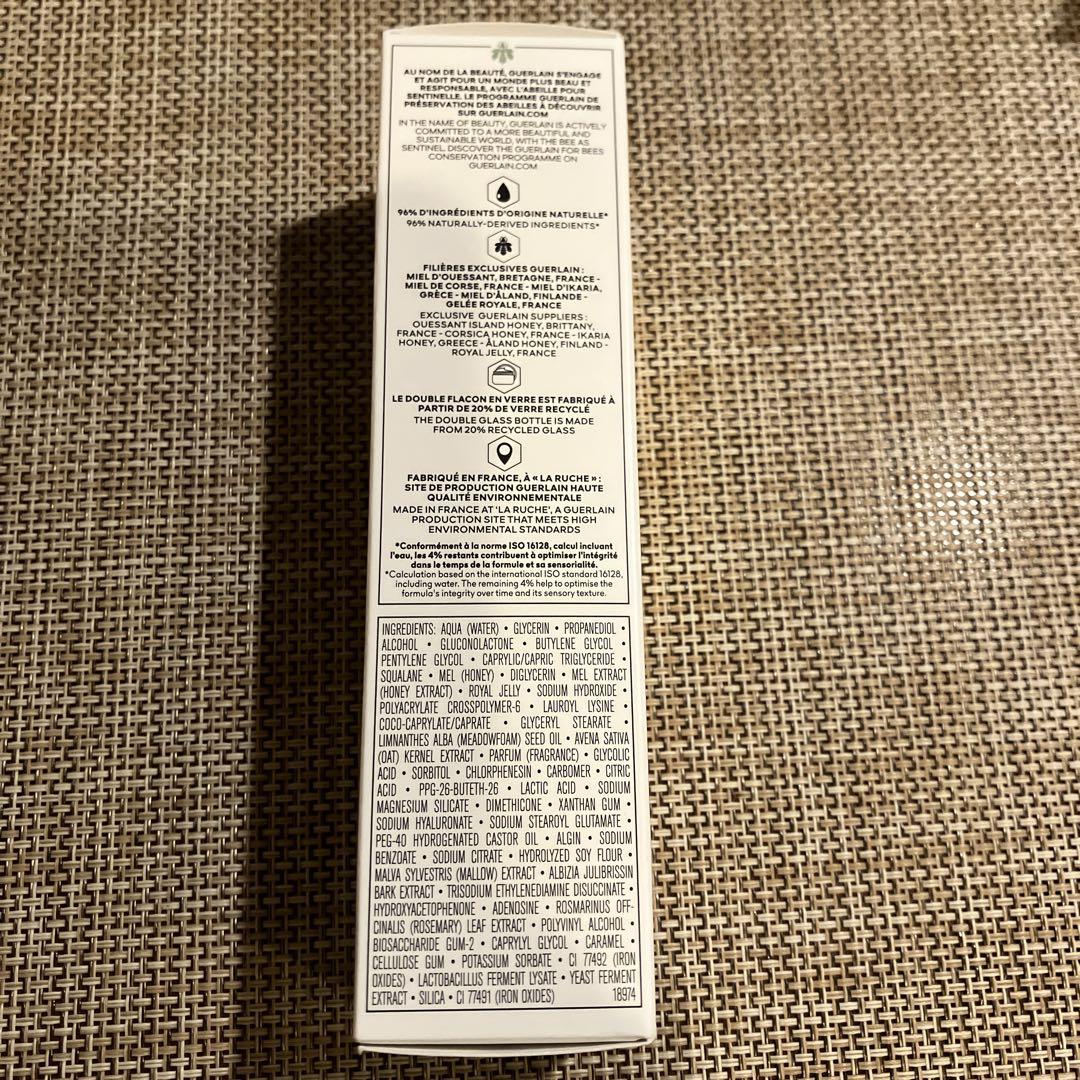 AU NOM DE LA BEAUTÉ, GUERLAIN S'ENGAGE
ET AGIT POUR UN MONDE PLUS BEAU ET
RESPONSABLE, AVEC L'ABEILLE POUR
SENTINELLE. LE PROGRAMME GUERLAIN DE
PRÉSERVATION DES ABEILLES À DÉCOUVRIR
SUR GUERLAIN.COM
IN THE NAME OF BEAUTY, GUERLAIN IS ACTIVELY
COMMITTED TO A MORE BEAUTIFUL AND
SUSTAINABLE WORLD, WITH THE BEE AS
SENTINEL. DISCOVER THE GUERLAIN FOR BEES
CONSERVATION PROGRAMME ON
GUERLAIN.COM
96% D'INGRÉDIENTS D'ORIGINE NATURELLE*
96% NATURALLY-DERIVED INGREDIENTS*
FILIÈRES EXCLUSIVES GUERLAIN :
MIEL D'OUESSANT, BRETAGNE, FRANCE -
MIEL DE CORSE, FRANCE - MIEL D'IKARIA,
GRÈCE - MIEL D'ÅLAND, FINLANDE -
GELÉE ROYALE, FRANCE
EXCLUSIVE GUERLAIN SUPPLIERS :
OUESSANT ISLAND HONEY, BRITTANY,
FRANCE - CORSICA HONEY, FRANCE - IKARIA
HONEY, GREECE - ÅLAND HONEY, FINLAND -
ROYAL JELLY, FRANCE
LE DOUBLE FLACON EN VERRE EST FABRIQUÉ À
PARTIR DE 20% DE VERRE RECYCLÉ
THE DOUBLE GLASS BOTTLE IS MADE
FROM 20% RECYCLED GLASS
FABRIQUÉ EN FRANCE, À « LA RUCHE » :
SITE DE PRODUCTION GUERLAIN HAUTE
QUALITÉ ENVIRONNEMENTALE
MADE IN FRANCE AT 'LA RUCHE', A GUERLAIN
PRODUCTION SITE THAT MEETS HIGH
ENVIRONMENTAL STANDARDS
*Conformément à la norme ISO 16128, calcul incluant
l'eau, les 4% restants contribuent à optimiser l'intégrité
dans le temps de la formule et sa sensorialité.
*Calculation based on the international ISO standard 16128,
including water. The remaining 4% help to optimise the
formula's integrity over time and its sensory texture.
INGREDIENTS: AQUA (WATER) • GLYCERIN • PROPANEDIOL •
ALCOHOL • GLUCONOLACTONE • BUTYLENE GLYCOL •
PENTYLENE GLYCOL • CAPRYLIC/CAPRIC TRIGLYCERIDE •
SQUALANE • MEL (HONEY) • DIGLYCERIN • MEL EXTRACT
(HONEY EXTRACT) • ROYAL JELLY • SODIUM HYDROXIDE •
POLYACRYLATE CROSSPOLYMER-6 • LAUROYL LYSINE •
COCO-CAPRYLATE/CAPRATE • GLYCERYL STEARATE •
LIMNANTHES ALBA (MEADOWFOAM) SEED OIL • AVENA SATIVA
(OAT) KERNEL EXTRACT • PARFUM (FRAGRANCE) • GLYCOLIC
ACID • SORBITOL • CHLORPHENESIN • CARBOMER • CITRIC
ACID • PPG-26-BUTETH-26 • LACTIC ACID • SODIUM
MAGNESIUM SILICATE • DIMETHICONE • XANTHAN GUM •
SODIUM HYALURONATE • SODIUM STEAROYL GLUTAMATE •
PEG-40 HYDROGENATED CASTOR OIL • ALGIN • SODIUM
BENZOATE • SODIUM CITRATE • HYDROLYZED SOY FLOUR •
MALVA SYLVESTRIS (MALLOW) EXTRACT • ALBIZIA JULIBRISSIN
BARK EXTRACT • TRISODIUM ETHYLENEDIAMINE DISUCCINATE •
HYDROXYACETOPHENONE • ADENOSINE • ROSMARINUS OFF-
CINALIS (ROSEMARY) LEAF EXTRACT • POLYVINYL ALCOHOL •
BIOSACCHARIDE GUM-2 • CAPRYLYL GLYCOL • CARAMEL •
CELLULOSE GUM • POTASSIUM SORBATE • CI 77492 (IRON
OXIDES) • LACTOBACILLUS FERMENT LYSATE • YEAST FERMENT
EXTRACT • SILICA • CI 77491 (IRON OXIDES) 18974